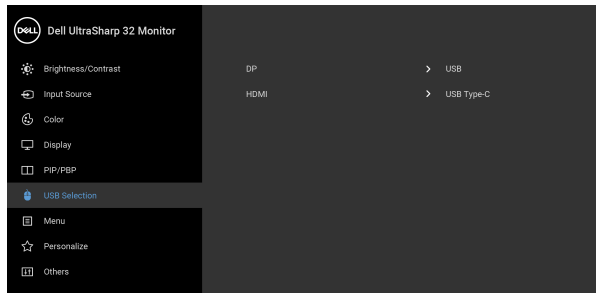 DELL Dell UltraSharp 32 Monitor
Brightness/Contrast
Input Source
Color
Display
PIP/PBP
USB Selection
Menu
Personalize
Others
DP > USB
HDMI > USB Type-C